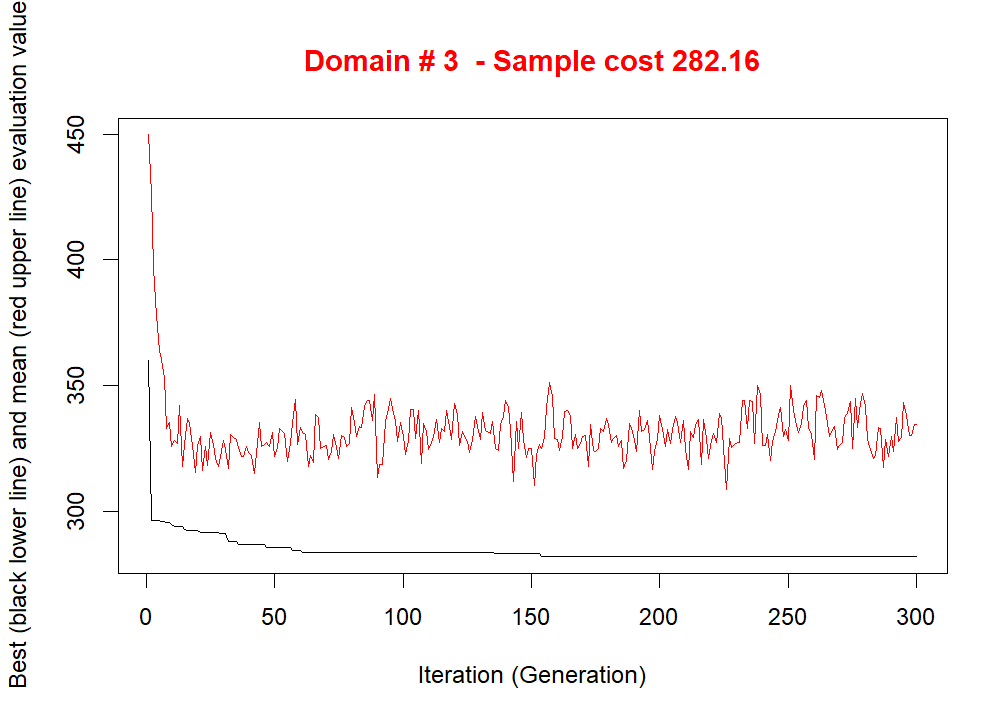 Domain # 3  - Sample cost 282.16
Best (black lower line) and mean (red upper line) evaluation value
450
400
350
300
0 50 100 150 200 250 300
Iteration (Generation)